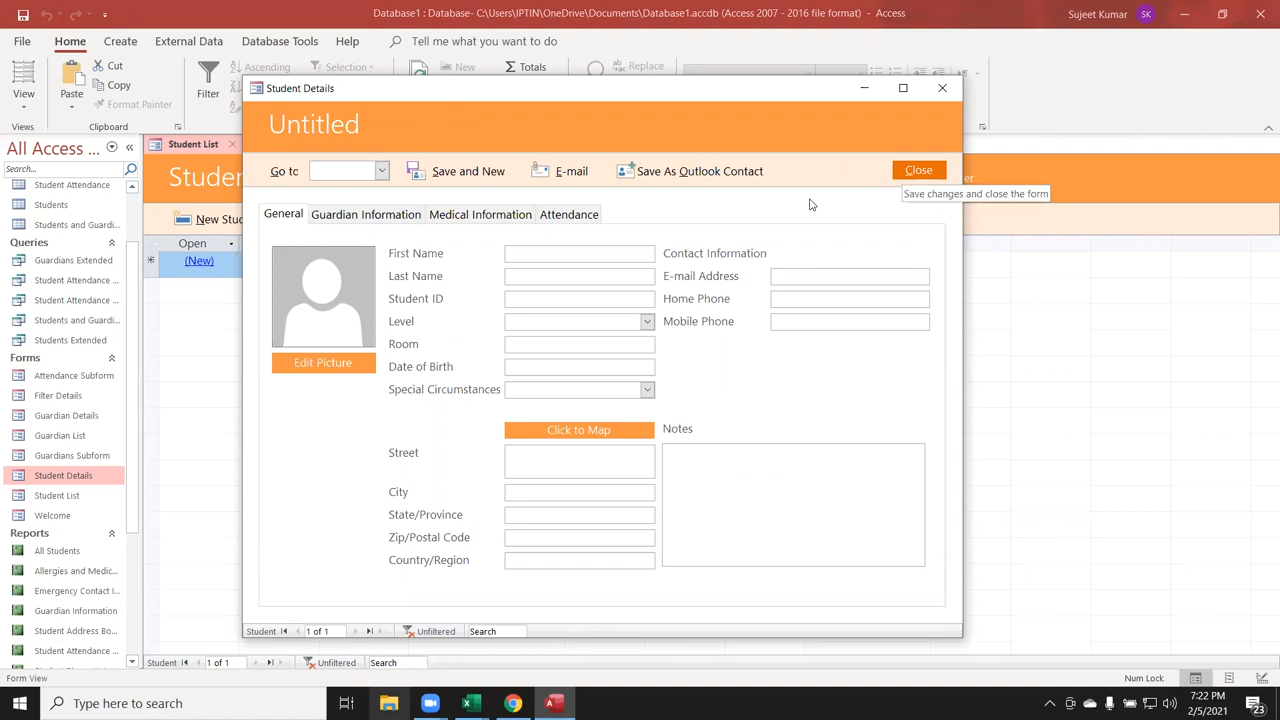 Database1 : Database- C:\Users\IPTIN\OneDrive\Documents\Database1.accdb (Access 2007 - 2016 file format) - Access
Sujeet Kumar SK
File Home Create External Data Database Tools Help Tell me what you want to do
View
Views
Paste
Cut
Copy
Format Painter
Clipboard
Filter
Ascending
Selection
New
Totals
Replace
All Access ...
Search...
Student Attendance
Students
Students and Guardi...
Queries
Guardians Extended
Student Attendance ...
Student Attendance ...
Students and Guardi...
Students Extended
Forms
Attendance Subform
Filter Details
Guardian Details
Guardian List
Guardians Subform
Student Details
Student List
Welcome
Reports
All Students
Allergies and Medic...
Emergency Contact I...
Guardian Information
Student Address Bo...
Student Attendance ...
Student List
Studen
New Stu
Open
(New)
Student Details
Untitled
Go to
Save and New
E-mail
Save As Outlook Contact
Close
Save changes and close the form
General Guardian Information Medical Information Attendance
Edit Picture
First Name
Last Name
Student ID
Level
Room
Date of Birth
Special Circumstances
Contact Information
E-mail Address
Home Phone
Mobile Phone
Click to Map
Street
City
State/Province
Zip/Postal Code
Country/Region
Notes
Student 1 of 1 Unfiltered Search
Student 1 of 1 Unfiltered Search
Form View
Num Lock
Type here to search
7:22 PM
2/5/2021
23